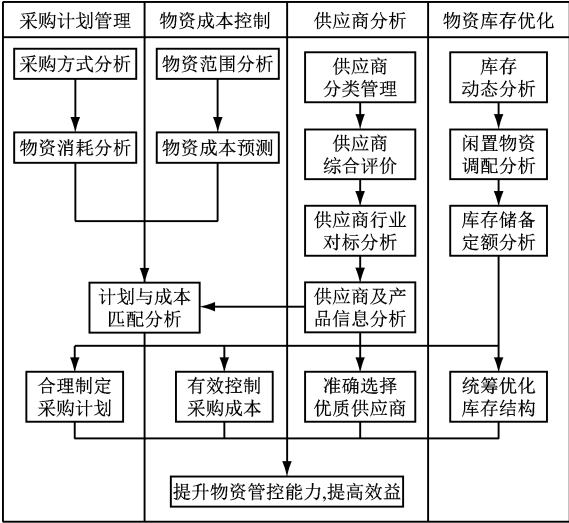 采购计划管理
物资成本控制
供应商分析
物资库存优化
采购方式分析
物资范围分析
供应商
分类管理
库存
动态分析
物资消耗分析
物资成本预测
供应商
综合评价
闲置物资
调配分析
供应商行业
对标分析
库存储备
定额分析
计划与成本
匹配分析
供应商及产
品信息分析
合理制定
采购计划
有效控制
采购成本
准确选择
优质供应商
统筹优化
库存结构
提升物资管控能力,提高效益